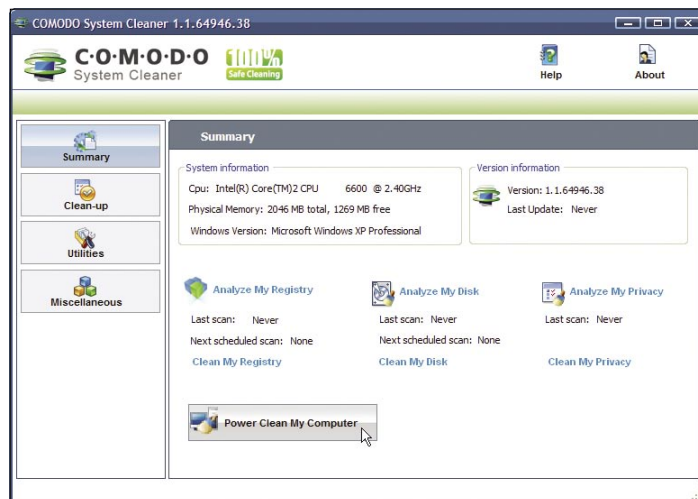 COMODO System Cleaner 1.1.64946.38
C·O·M·O·D·O
System Cleaner
100%
Safe Cleaning
Help
About
Summary
Clean-up
Utilities
Miscellaneous
Summary
System information
Cpu: Intel(R) Core(TM)2 CPU 6600 @ 2.40GHz
Physical Memory: 2046 MB total, 1269 MB free
Windows Version: Microsoft Windows XP Professional
Version information
Version: 1.1.64946.38
Last Update: Never
Analyze My Registry
Last scan: Never
Next scheduled scan: None
Clean My Registry
Analyze My Disk
Last scan: Never
Next scheduled scan: None
Clean My Disk
Analyze My Privacy
Last scan: Never
Clean My Privacy
Power Clean My Computer